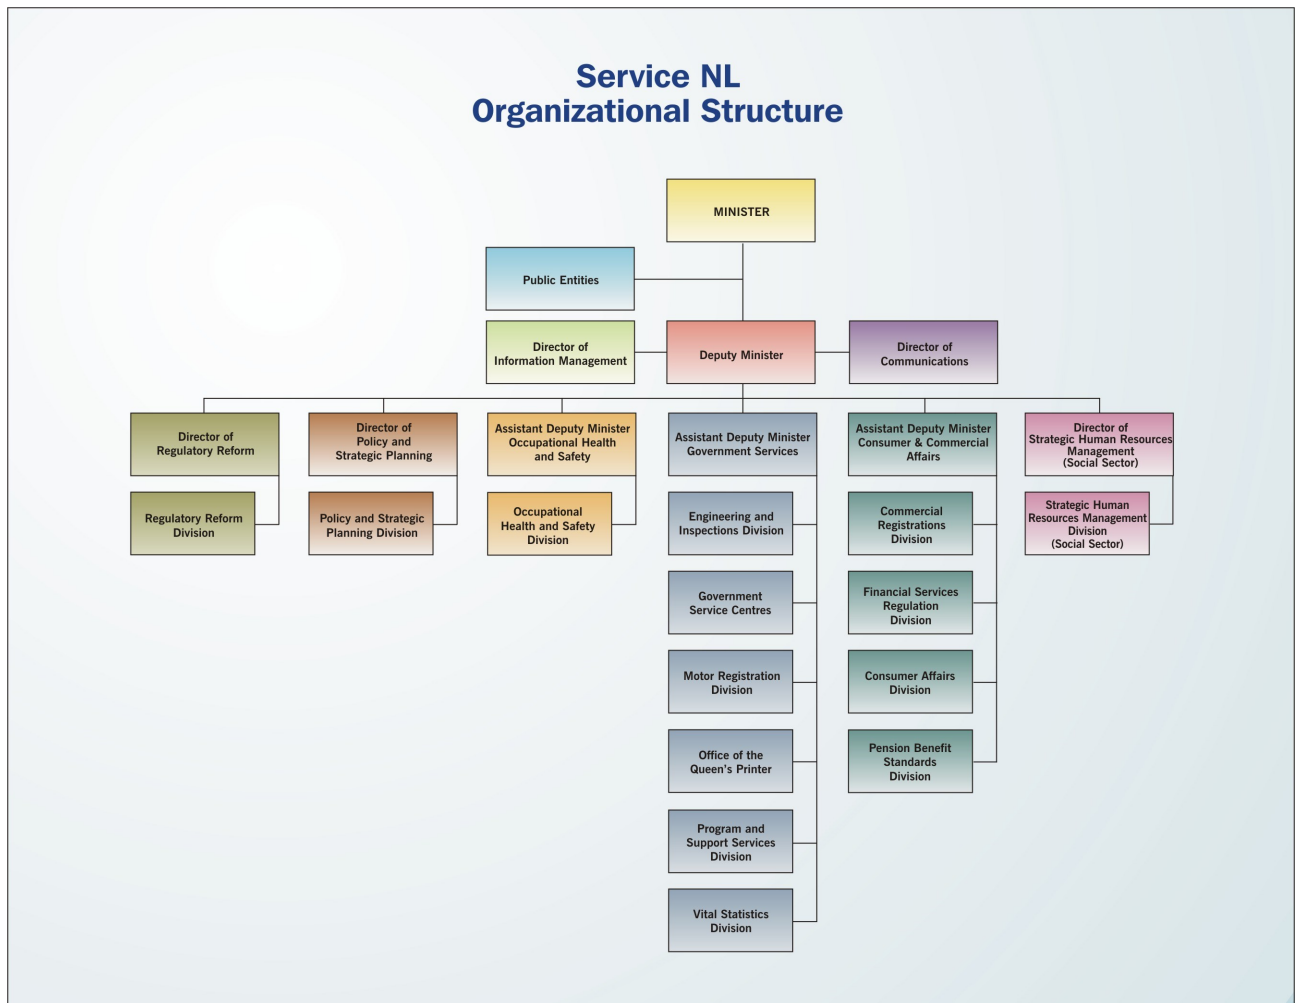 Service NL
Organizational Structure
MINISTER
Public Entities
Director of
Information Management
Deputy Minister
Director of
Communications
Director of
Regulatory Reform
Director of
Policy and
Strategic Planning
Assistant Deputy Minister
Occupational Health
and Safety
Assistant Deputy Minister
Government Services
Assistant Deputy Minister
Consumer & Commercial
Affairs
Director of
Strategic Human Resources
Management
(Social Sector)
Regulatory Reform
Division
Policy and Strategic
Planning Division
Occupational
Health and Safety
Division
Engineering and
Inspections Division
Commercial
Registrations
Division
Strategic Human
Resources Management
Division
(Social Sector)
Government
Service Centres
Financial Services
Regulation
Division
Motor Registration
Division
Consumer Affairs
Division
Office of the
Queen's Printer
Pension Benefit
Standards
Division
Program and
Support Services
Division
Vital Statistics
Division